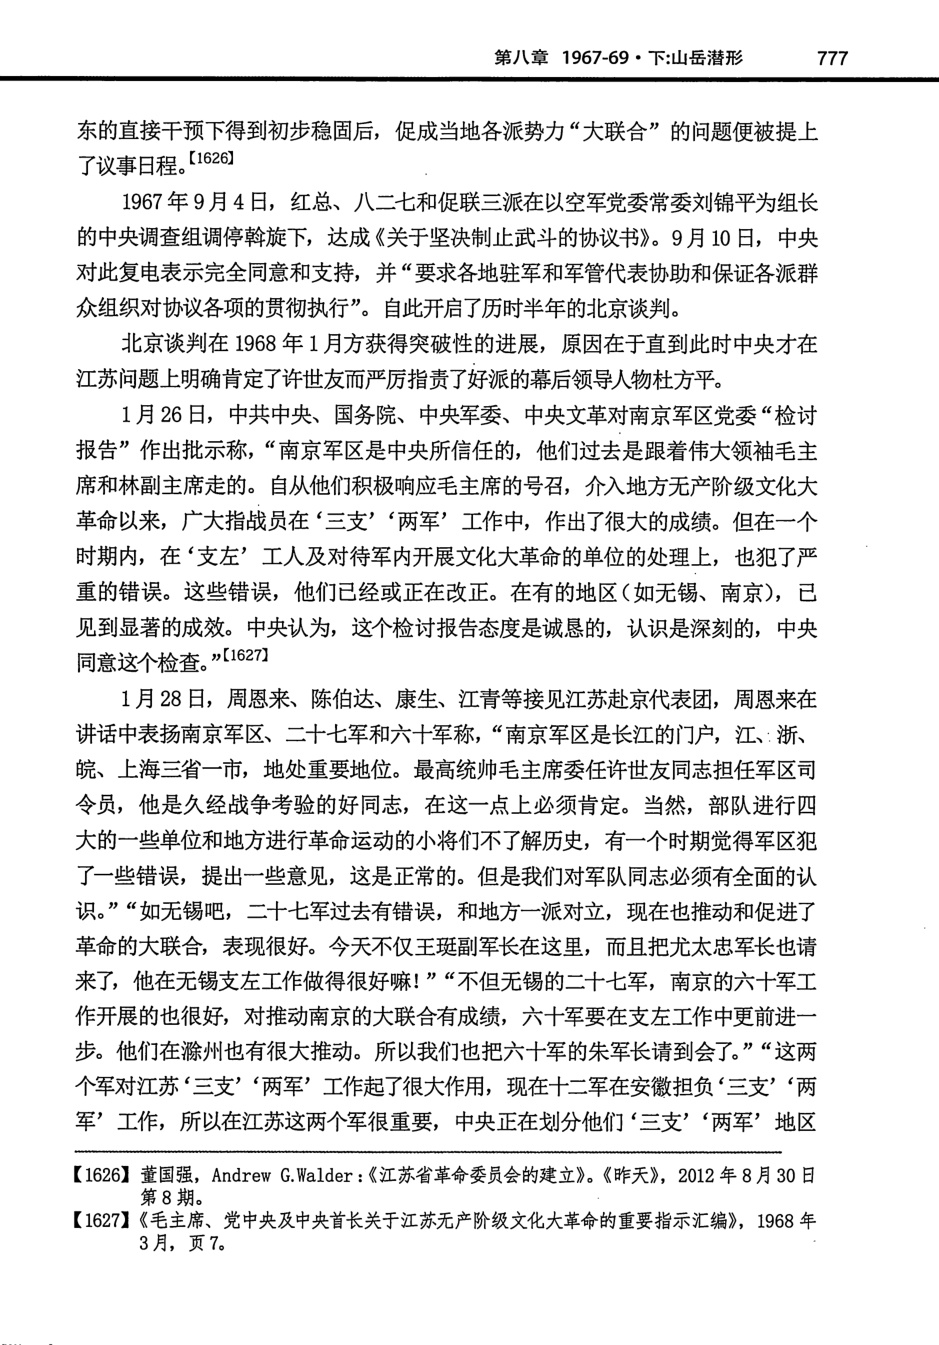 第八章 1967-69·下:山岳潜形 777
东的直接干预下得到初步稳固后，促成当地各派势力“大联合”的问题便被提上
了议事日程。【1626】
1967年9月4日，红总、八二七和促联三派在以空军党委常委刘锦平为组长
的中央调查组调停斡旋下，达成《关于坚决制止武斗的协议书》。9月10日，中央
对此复电表示完全同意和支持，并“要求各地驻军和军管代表协助和保证各派群
众组织对协议各项的贯彻执行”。自此开启了历时半年的北京谈判。
北京谈判在1968年1月方获得突破性的进展，原因在于直到此时中央才在
江苏问题上明确肯定了许世友而严厉指责了好派的幕后领导人物杜方平。
1月26日，中共中央、国务院、中央军委、中央文革对南京军区党委“检讨
报告”作出批示称，“南京军区是中央所信任的，他们过去是跟着伟大领袖毛主
席和林副主席走的。自从他们积极响应毛主席的号召，介入地方无产阶级文化大
革命以来，广大指战员在‘三支’‘两军’工作中，作出了很大的成绩。但在一个
时期内，在‘支左’工人及对待军内开展文化大革命的单位的处理上，也犯了严
重的错误。这些错误，他们已经或正在改正。在有的地区（如无锡、南京），已
见到显著的成效。中央认为，这个检讨报告态度是诚恳的，认识是深刻的，中央
同意这个检查。”【1627】
1月28日，周恩来、陈伯达、康生、江青等接见江苏赴京代表团，周恩来在
讲话中表扬南京军区、二十七军和六十军称，“南京军区是长江的门户，江、浙、
皖、上海三省一市，地处重要地位。最高统帅毛主席委任许世友同志担任军区司
令员，他是久经战争考验的好同志，在这一点上必须肯定。当然，部队进行四
大的一些单位和地方进行革命运动的小将们不了解历史，有一个时期觉得军区犯
了一些错误，提出一些意见，这是正常的。但是我们对军队同志必须有全面的认
识。”“如无锡吧，二十七军过去有错误，和地方一派对立，现在也推动和促进了
革命的大联合，表现很好。今天不仅王珽副军长在这里，而且把尤太忠军长也请
来了，他在无锡支左工作做得很好嘛！”“不但无锡的二十七军，南京的六十军工
作开展的也很好，对推动南京的大联合有成绩，六十军要在支左工作中更前进一
步。他们在滁州也有很大推动。所以我们也把六十军的朱军长请到会了。”“这两
个军对江苏‘三支’‘两军’工作起了很大作用，现在十二军在安徽担负‘三支’‘两
军’工作，所以在江苏这两个军很重要，中央正在划分他们‘三支’‘两军’地区
【1626】董国强，Andrew G.Walder：《江苏省革命委员会的建立》。《昨天》，2012年8月30日
第8期。
【1627】《毛主席、党中央及中央首长关于江苏无产阶级文化大革命的重要指示汇编》，1968年
3月，页7。